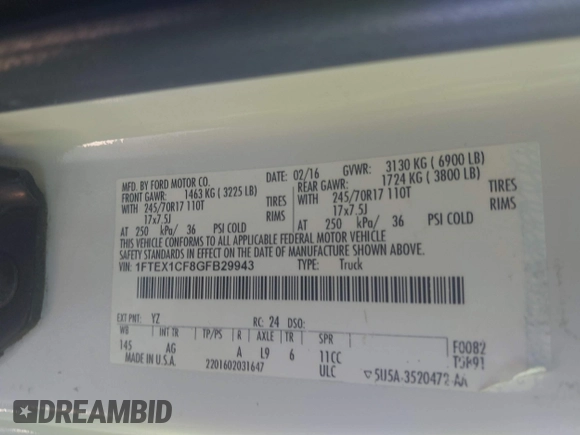 MFD. BY FORD MOTOR CO.
DATE: 02/16 GVWR: 3130 KG ( 6900 LB)
FRONT GAWR: 1463 KG ( 3225 LB)
REAR GAWR: 1724 KG ( 3800 LB)
WITH 245/70R17 110T TIRES
WITH 245/70R17 110T TIRES
17x7.5J RIMS
17x7.5J RIMS
AT 250 kPa/ 36 PSI COLD
AT 250 kPa/ 36 PSI COLD
THIS VEHICLE CONFORMS TO ALL APPLICABLE FEDERAL MOTOR VEHICLE
SAFETY STANDARDS IN EFFECT ON THE DATE OF MANUFACTURE SHOWN ABOVE.
VIN: 1FTEX1CF8GFB29943
TYPE: Truck
EXT PNT: YZ RC: 24 DSO:
WB INT TR TP/PS R AXLE TR SPR F0082
145 AG A L9 6 11CC
MADE IN U.S.A. 2201602031647 ULC 5U5A-3520472-AA
DREAMBID